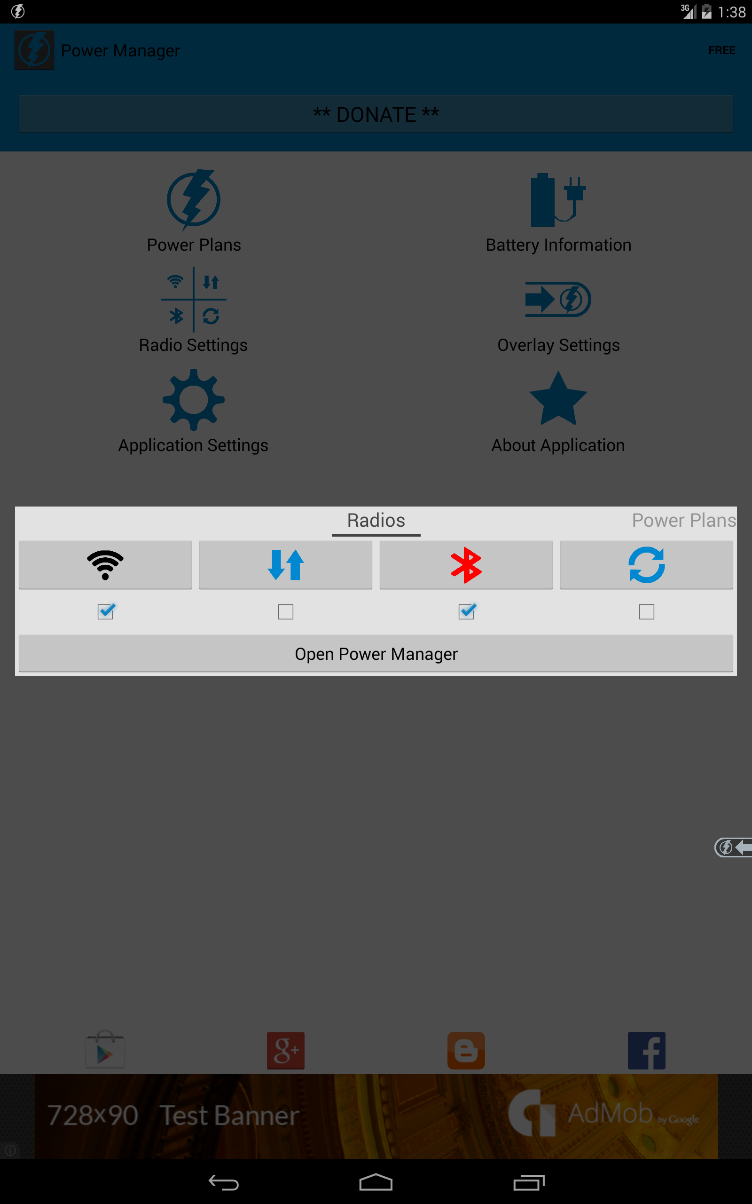 3G 1:38
Power Manager FREE
** DONATE **
Power Plans Battery Information
Radio Settings Overlay Settings
Application Settings About Application
Radios Power Plans
Open Power Manager
g+
f
728x90 Test Banner AdMob by Google